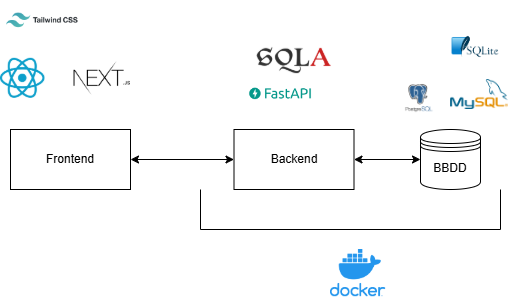 Tailwind CSS
SQLite
NEXT
.JS
SQLA
FastAPI
PostgreSQL
MySQL
Frontend
Backend
BBDD
docker